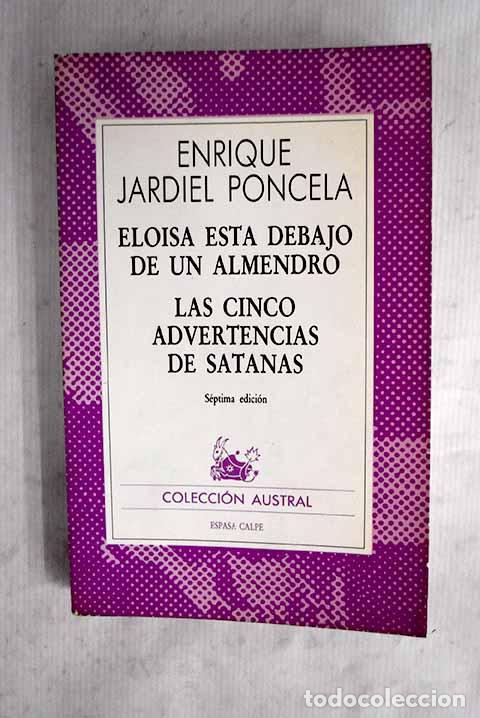 ENRIQUE
JARDIEL PONCELA
ELOISA ESTA DEBAJO
DE UN ALMENDRO
LAS CINCO
ADVERTENCIAS
DE SATANAS
Séptima edición
COLECCIÓN AUSTRAL
ESPASA CALPE
todocoleccion